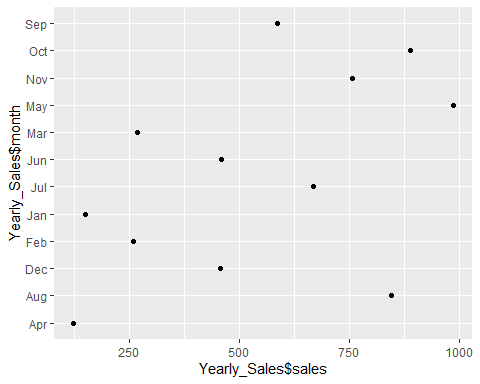 Sep
Oct
Nov
May
Mar
Jun
Jul
Jan
Feb
Dec
Aug
Apr
Yearly_Sales$month
250 500 750 1000
Yearly_Sales$sales